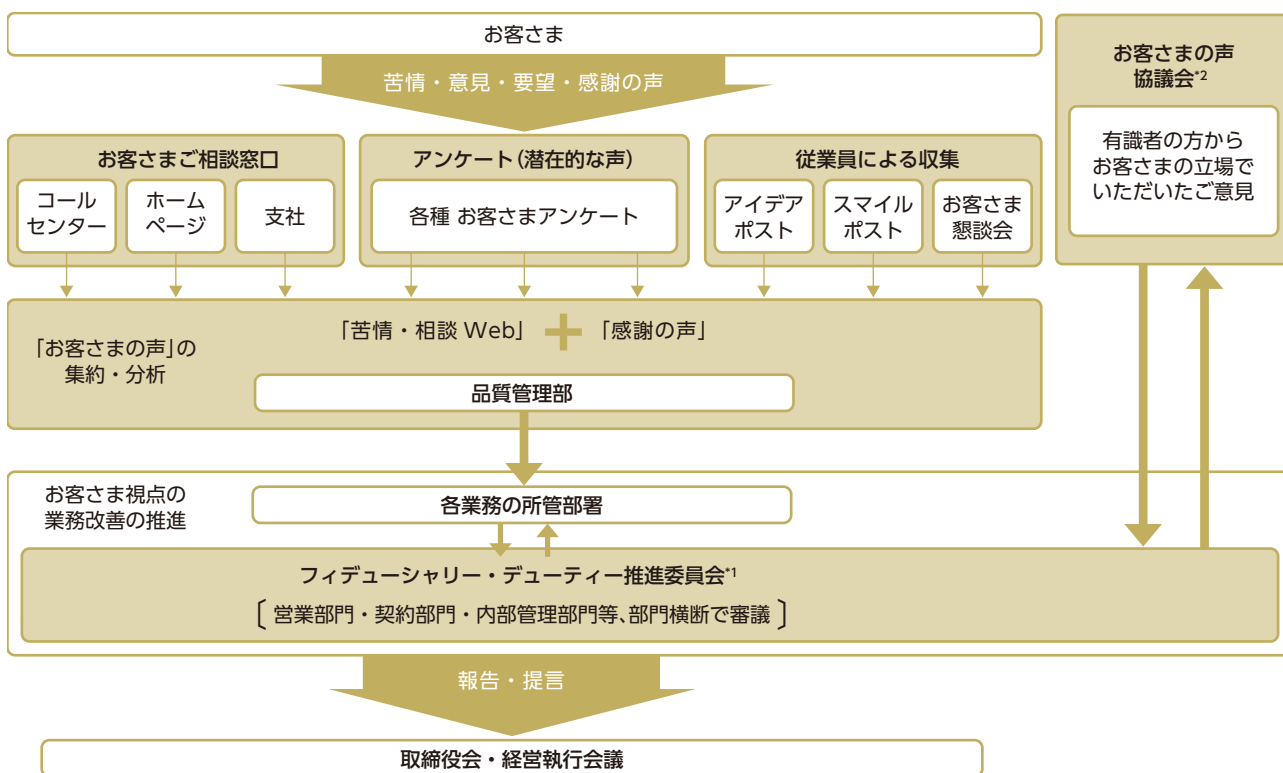 お客さま
苦情・意見・要望・感謝の声
お客さまの声
協議会*2
有識者の方から
お客さまの立場で
いただいたご意見
お客さまご相談窓口
コール
センター
ホーム
ページ
支社
アンケート(潜在的な声)
各種 お客さまアンケート
従業員による収集
アイデア
ポスト
スマイル
ポスト
お客さま
懇談会
「お客さまの声」の
集約・分析
「苦情・相談 Web」 + 「感謝の声」
品質管理部
お客さま視点の
業務改善の推進
各業務の所管部署
フィデューシャリー・デューティー推進委員会*1
〔営業部門・契約部門・内部管理部門等、部門横断で審議〕
報告・提言
取締役会・経営執行会議